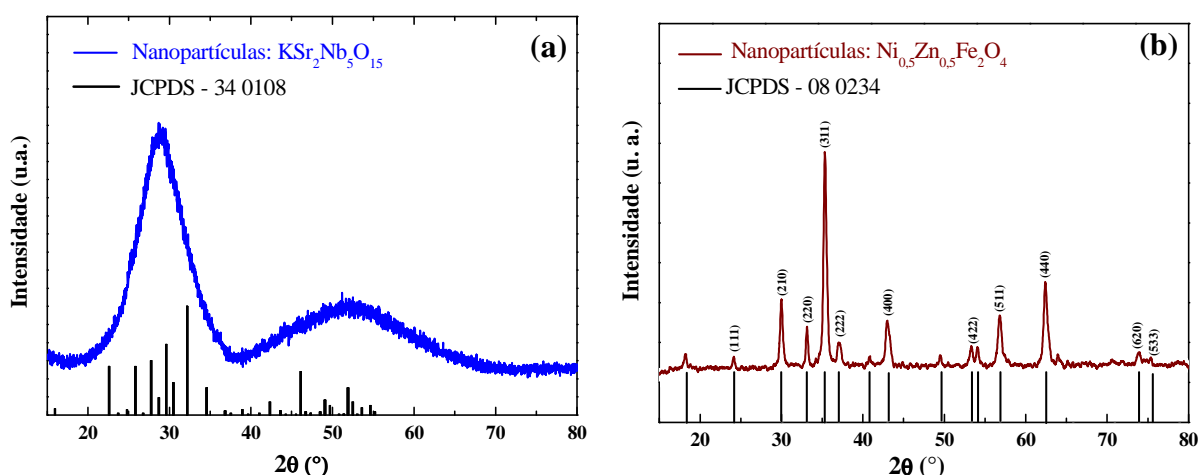 (a)
Nanopartículas: KSr2Nb5O15
JCPDS - 34 0108
Intensidade (u.a.)
20 30 40 50 60 70 80
2θ (°)
(b)
Nanopartículas: Ni0,5Zn0,5Fe2O4
JCPDS - 08 0234
Intensidade (u. a.)
(111)
(210)
(220)
(311)
(222)
(400)
(422)
(511)
(440)
(620)
(533)
20 30 40 50 60 70 80
2θ (°)